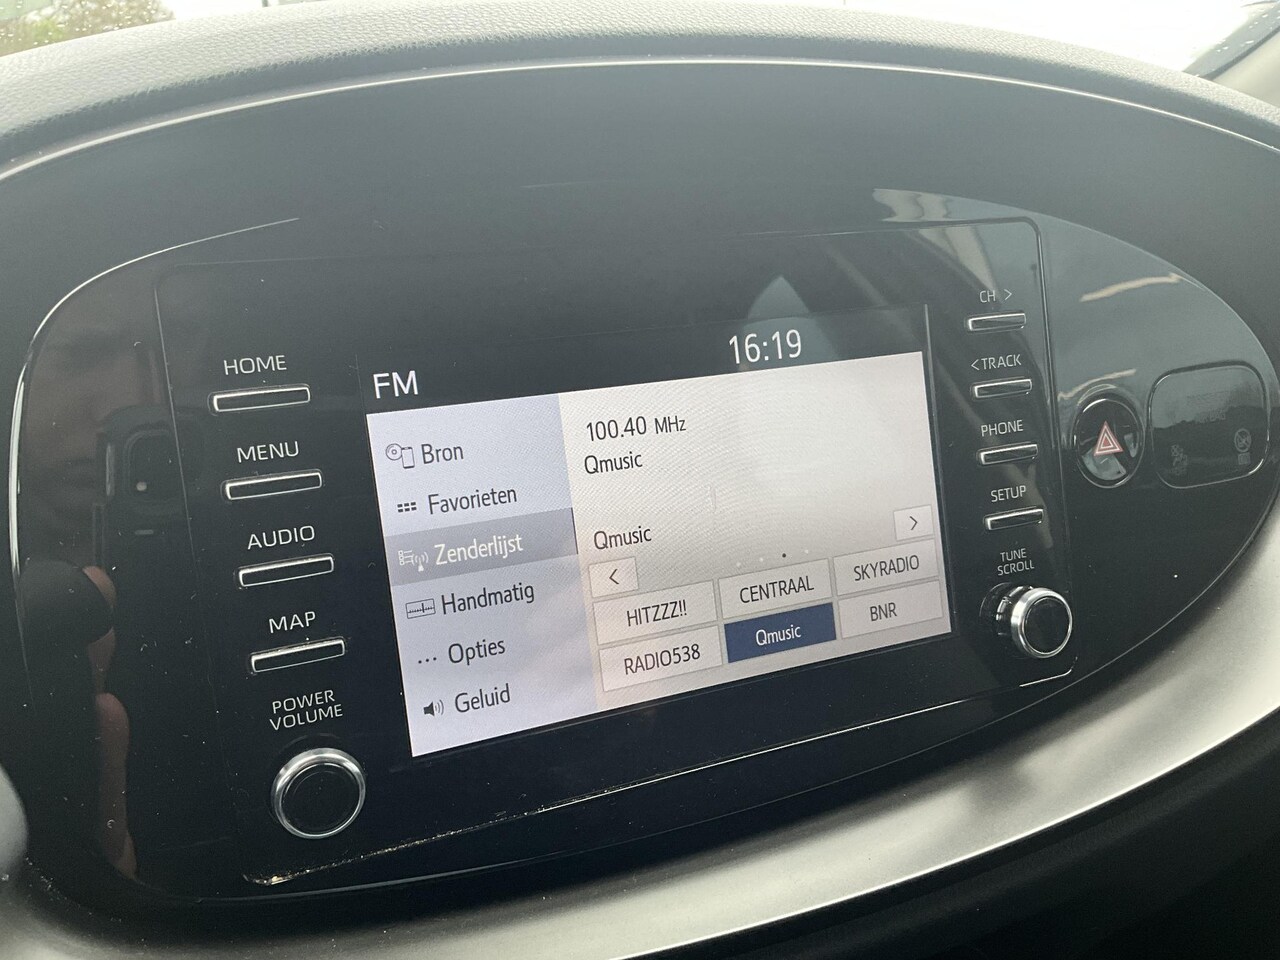 HOME
MENU
AUDIO
MAP
POWER
VOLUME
FM
16:19
Bron
Favorieten
Zenderlijst
Handmatig
Opties
Geluid
100.40 MHz
Qmusic
Qmusic
HITZZZ!!
CENTRAAL
SKYRADIO
RADIO538
Qmusic
BNR
CH >
< TRACK
PHONE
SETUP
TUNE
SCROLL